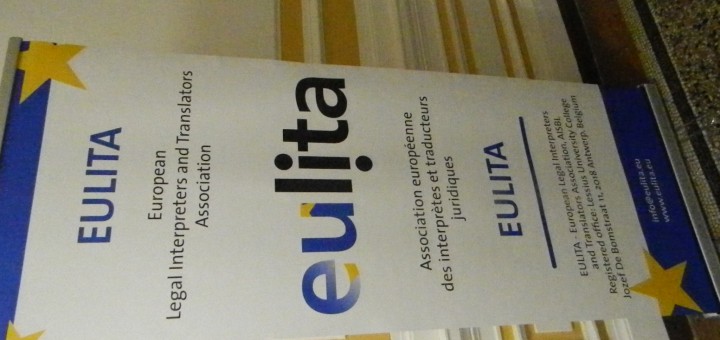 EULITA
European
Legal Interpreters and Translators
Association
eulita
Association européenne
des interprètes et traducteurs
juridiques
EULITA
EULITA - European Legal Interpreters
and Translators Association, AISBL
Registered office: Lessius University College
Jozef De Bomstraat 11, 2018 Antwerp, Belgium
info@eulita.eu
www.eulita.eu